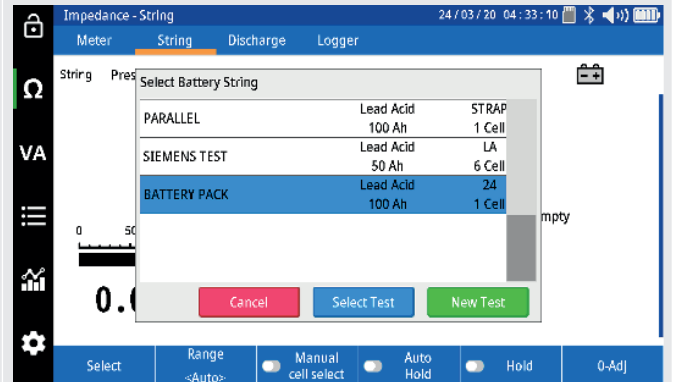 Impedance - String 24/03/20 04:33:10
Meter String Discharge Logger
String
Select Battery String
Ω
PARALLEL Lead Acid STRAP
100 Ah 1 Cell
VA
SIEMENS TEST Lead Acid LA
50 Ah 6 Cell
BATTERY PACK Lead Acid 24
100 Ah 1 Cell
0
Cancel Select Test New Test
Select Range <Auto> Manual cell select Auto Hold Hold 0-Adj